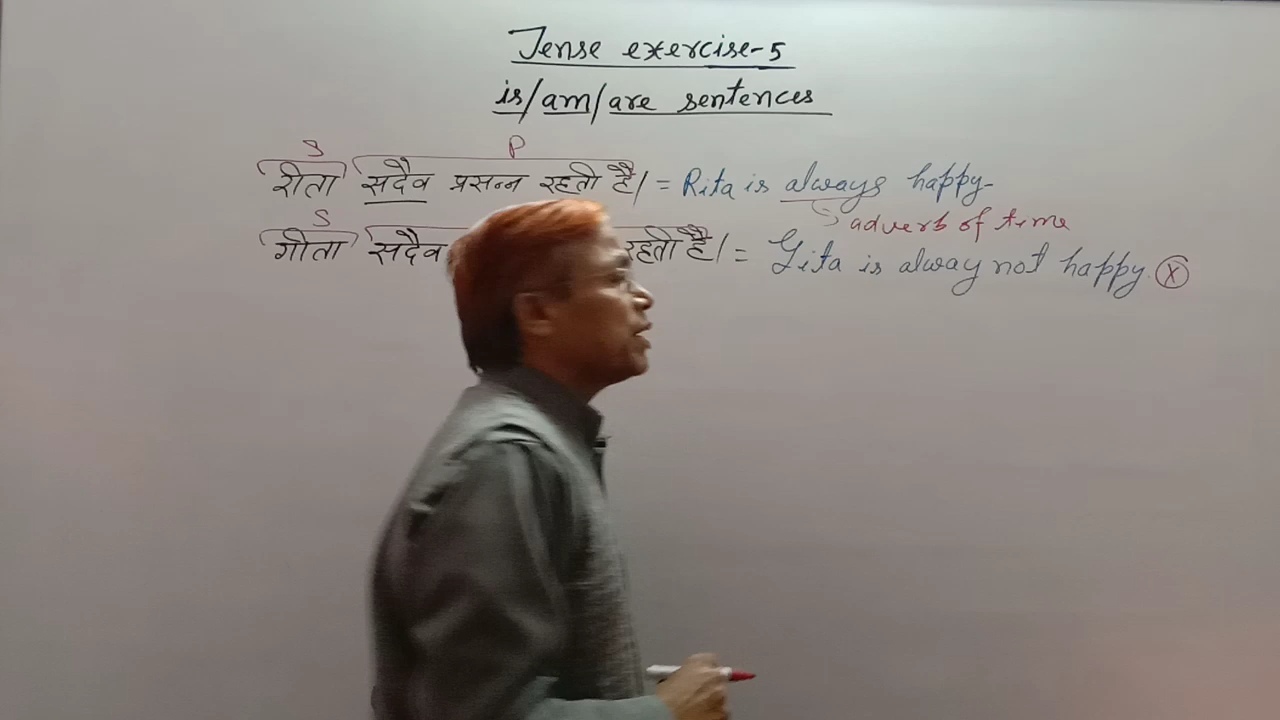 Tense exercise-5
is/am/are sentences
S P
रीता सदैव प्रसन्न रहती है। = Rita is always happy.
adverb of time
S
गीता सदैव रहती है। = Gita is alway not happy. X